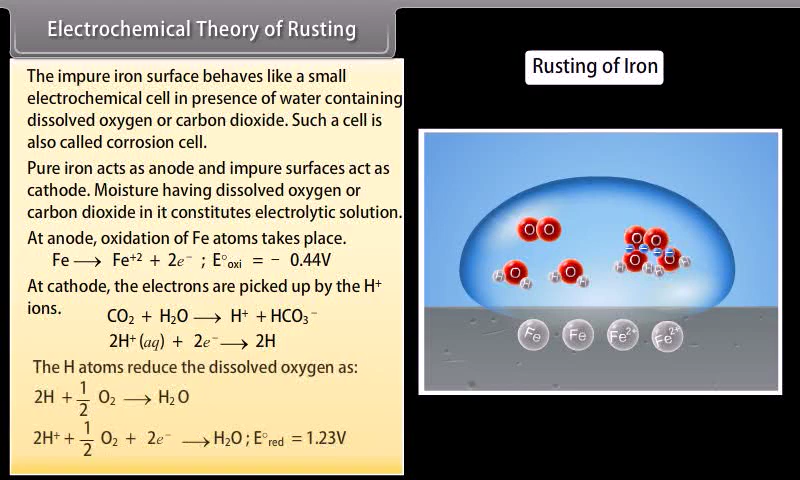 Electrochemical Theory of Rusting
The impure iron surface behaves like a small
electrochemical cell in presence of water containing
dissolved oxygen or carbon dioxide. Such a cell is
also called corrosion cell.
Pure iron acts as anode and impure surfaces act as
cathode. Moisture having dissolved oxygen or
carbon dioxide in it constitutes electrolytic solution.
At anode, oxidation of Fe atoms takes place.
Fe ⟶ Fe⁺² + 2e⁻ ; E°oxi = − 0.44V
At cathode, the electrons are picked up by the H⁺
ions.
CO₂ + H₂O ⟶ H⁺ + HCO₃⁻
2H⁺(aq) + 2e⁻ ⟶ 2H
The H atoms reduce the dissolved oxygen as:
2H + 1/2 O₂ ⟶ H₂O
2H⁺ + 1/2 O₂ + 2e⁻ ⟶ H₂O ; E°red = 1.23V
Rusting of Iron
O O
O O
O O
H O H
H O H
H H H H
Fe Fe Fe²⁺ Fe²⁺